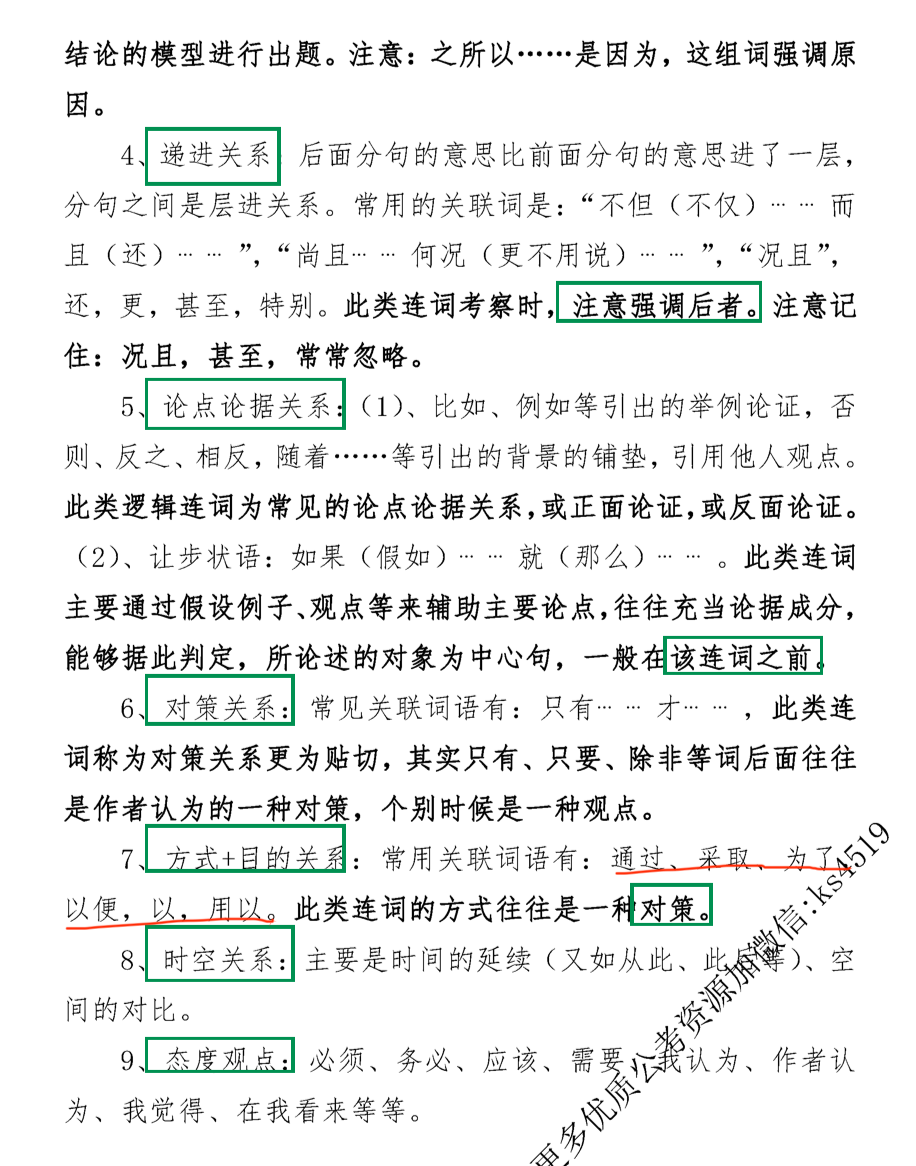 结论的模型进行出题。注意：之所以……是因为，这组词强调原
因。
4、递进关系：后面分句的意思比前面分句的意思进了一层，
分句之间是层进关系。常用的关联词是：“不但（不仅）… … 而
且（还）… … ”，“尚且… … 何况（更不用说）… … ”，“况且”，
还，更，甚至，特别。此类连词考察时，注意强调后者。注意记
住：况且，甚至，常常忽略。
5、论点论据关系：（1）、比如、例如等引出的举例论证，否
则、反之、相反，随着……等引出的背景的铺垫，引用他人观点。
此类逻辑连词为常见的论点论据关系，或正面论证，或反面论证。
（2）、让步状语：如果（假如）… … 就（那么）… … 。此类连词
主要通过假设例子、观点等来辅助主要论点，往往充当论据成分，
能够据此判定，所论述的对象为中心句，一般在该连词之前。
6、对策关系：常见关联词语有：只有… … 才… … ，此类连
词称为对策关系更为贴切，其实只有、只要、除非等词后面往往
是作者认为的一种对策，个别时候是一种观点。
7、方式+目的关系：常用关联词语有：通过、采取、为了、
以便，以，用以。此类连词的方式往往是一种对策。
8、时空关系：主要是时间的延续（又如从此、此后等）、空
间的对比。
9、态度观点：必须、务必、应该、需要、我认为、作者认
为、我觉得、在我看来等等。
更多优质公考资源加微信:ks4519